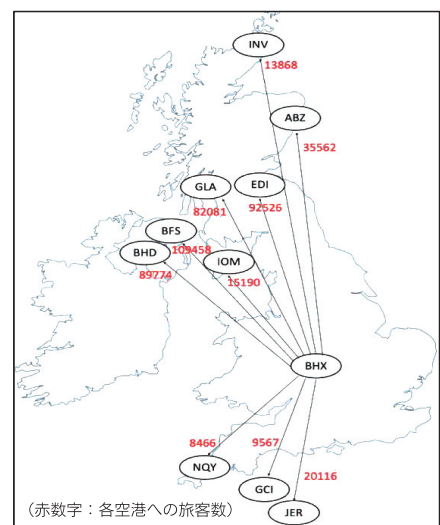 INV
13868
ABZ
35562
EDI
92526
GLA
82081
BFS
109458
BHD
89774
IOM
15190
BHX
8466
NQY
9567
GCI
20116
JER
（赤数字：各空港への旅客数）